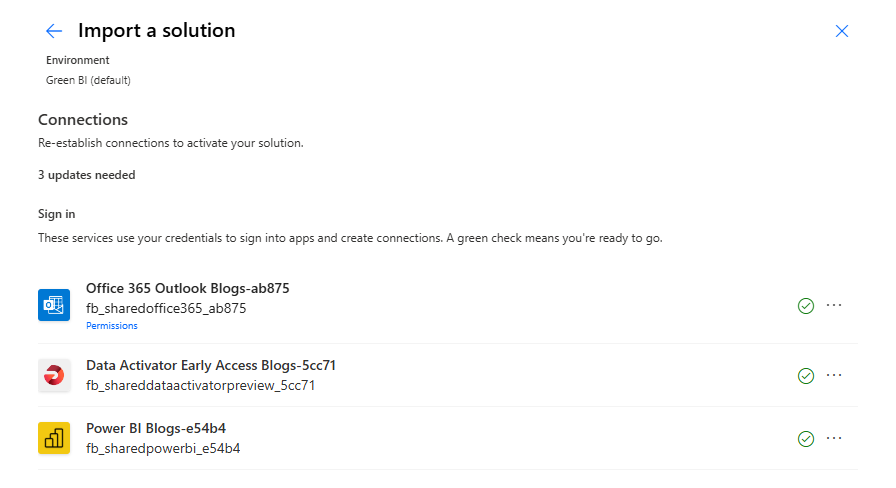 Import a solution
Environment
Green BI (default)
Connections
Re-establish connections to activate your solution.
3 updates needed
Sign in
These services use your credentials to sign into apps and create connections. A green check means you're ready to go.
Office 365 Outlook Blogs-ab875
fb_sharedoffice365_ab875
Permissions
Data Activator Early Access Blogs-5cc71
fb_shareddataactivatorpreview_5cc71
Power BI Blogs-e54b4
fb_sharedpowerbi_e54b4